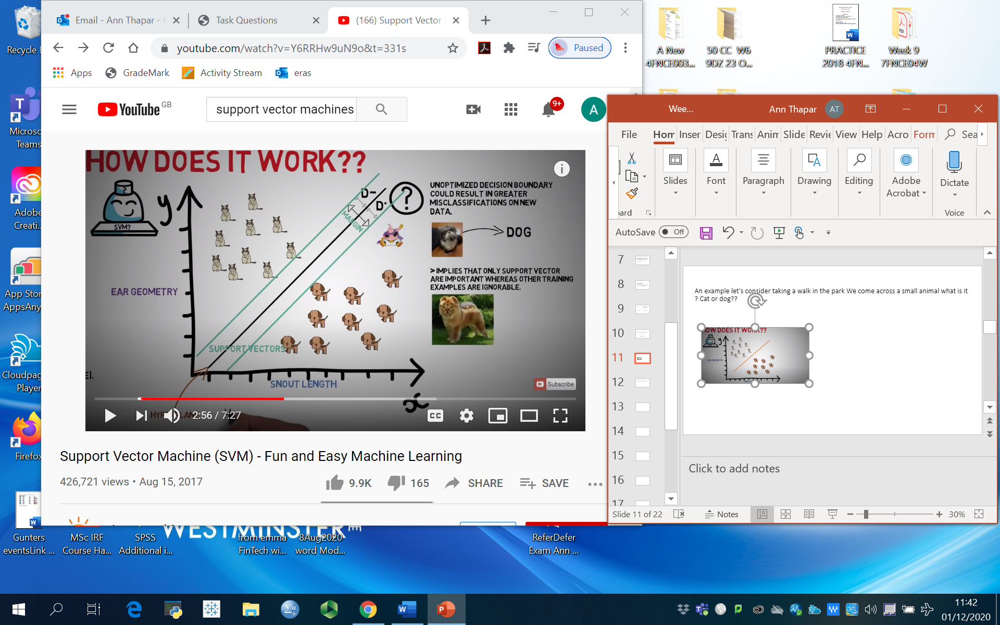 Email - Ann Thapar -
Task Questions
(166) Support Vector
youtube.com/watch?v=Y6RRHw9uN9o&t=331s
Paused
Apps
GradeMark
Activity Stream
eras
YouTube GB
support vector machines
9+
A
HOW DOES IT WORK??
SVM?
y
D-
D+
MARGIN
?
UNOPTIMIZED DECISION BOUNDARY
COULD RESULT IN GREATER
MISCLASSIFICATIONS ON NEW
DATA.
DOG
> IMPLIES THAT ONLY SUPPORT VECTOR
ARE IMPORTANT WHEREAS OTHER TRAINING
EXAMPLES ARE IGNORABLE.
EAR GEOMETRY
SUPPORT VECTORS
E).
SNOUT LENGTH
x
Subscribe
2:56 / 7:27
CC
Support Vector Machine (SVM) - Fun and Easy Machine Learning
426,721 views • Aug 15, 2017
9.9K
165
SHARE
SAVE
Recycle
Microso
Teams
Adobe
Creati..
App Stor
AppsAny
Cloudpag
Player
Firefox
Gunters
eventsLink ...
MSc IRF
Course Ha...
SPSS
Additional i...
WESTMINSTER
from emma
FinTech wi...
8Aug2020
word Mod...
ReferDefer
Exam Ann ...
A New
4FNCE003...
50 CC W6
9DZ 23 O...
PRACTICE
2018 4FN...
Week 9
7FNCE04W
Wee...
Ann Thapar
AT
File
Hom
Inser
Desig
Trans
Anim
Slide
Revie
View
Help
Acro
Form
Sea
Slides
Font
Paragraph
Drawing
Editing
Adobe
Acrobat
Dictate
Voice
AutoSave
Off
7
8
9
10
11
12
13
14
15
16
17
An example let's consider taking a walk in the park We come across a small animal what is it
? Cat or dog??
HOW DOES IT WORK??
y
EAR GEOMETRY
Click to add notes
Slide 11 of 22
Notes
30%
11:42
01/12/2020